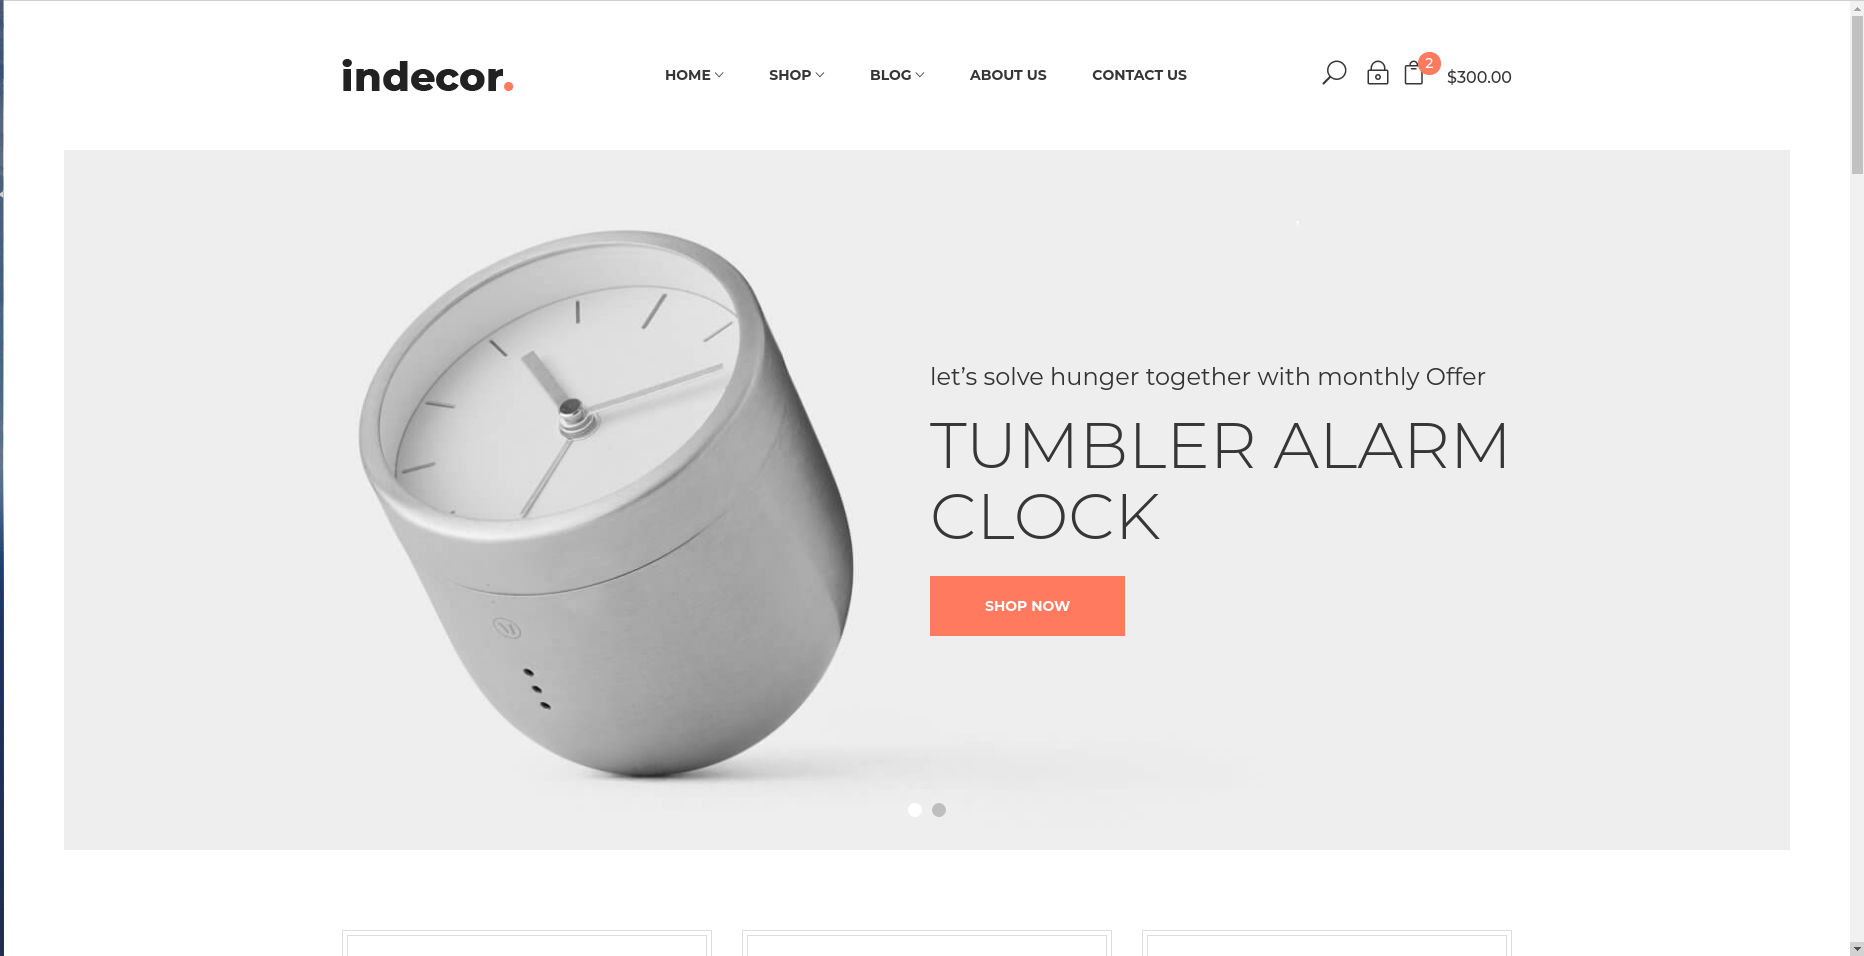 indecor.
HOME
SHOP
BLOG
ABOUT US
CONTACT US
2
$300.00
let’s solve hunger together with monthly Offer
TUMBLER ALARM
CLOCK
SHOP NOW